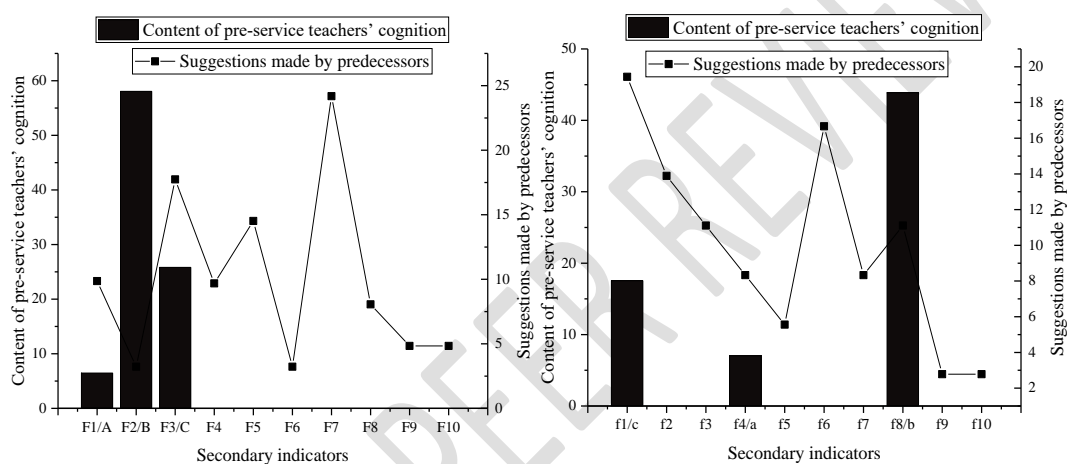 Content of pre-service teachers' cognition
Suggestions made by predecessors
Content of pre-service teachers' cognition
60
50
40
30
20
10
0
25
20
15
10
5
0
Suggestions made by predecessors
F1/A F2/B F3/C F4 F5 F6 F7 F8 F9 F10
Secondary indicators
Content of pre-service teachers' cognition
Suggestions made by predecessors
Content of pre-service teachers' cognition
50
40
30
20
10
0
20
18
16
14
12
10
8
6
4
2
Suggestions made by predecessors
f1/c f2 f3 f4/a f5 f6 f7 f8/b f9 f10
Secondary indicators
PEER REVIEW